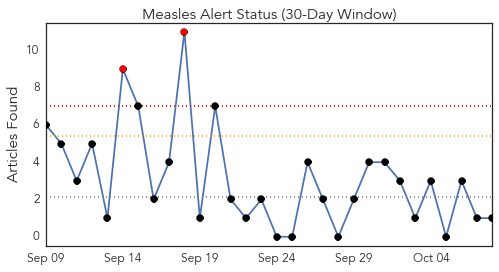 Measles Alert Status (30-Day Window)
Articles Found
10
8
6
4
2
0
Sep 09 Sep 14 Sep 19 Sep 24 Sep 29 Oct 04